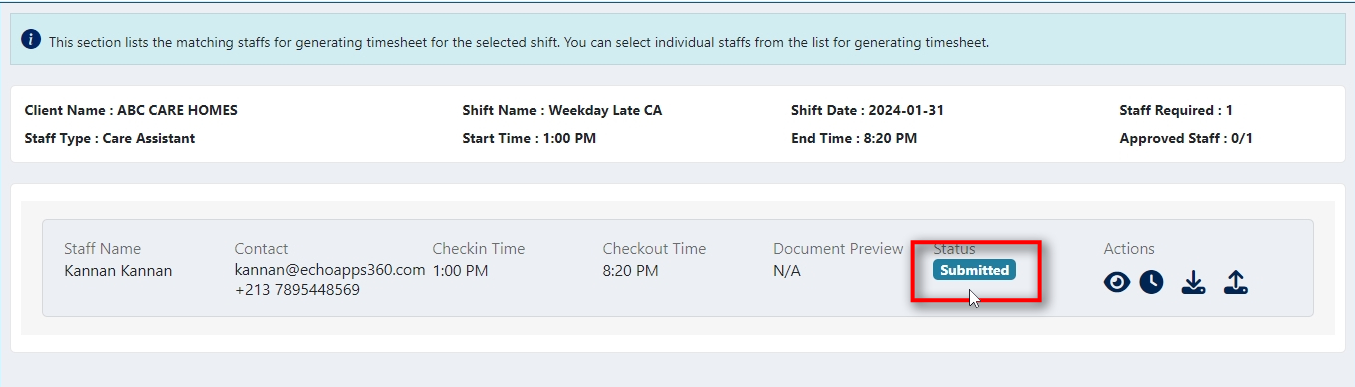 This section lists the matching staffs for generating timesheet for the selected shift. You can select individual staffs from the list for generating timesheet.
Client Name : ABC CARE HOMES Shift Name : Weekday Late CA Shift Date : 2024-01-31 Staff Required : 1
Staff Type : Care Assistant Start Time : 1:00 PM End Time : 8:20 PM Approved Staff : 0/1
Staff Name Contact Checkin Time Checkout Time Document Preview Status Actions
Kannan Kannan kannan@echoapps360.com 1:00 PM 8:20 PM N/A Submitted
+213 7895448569